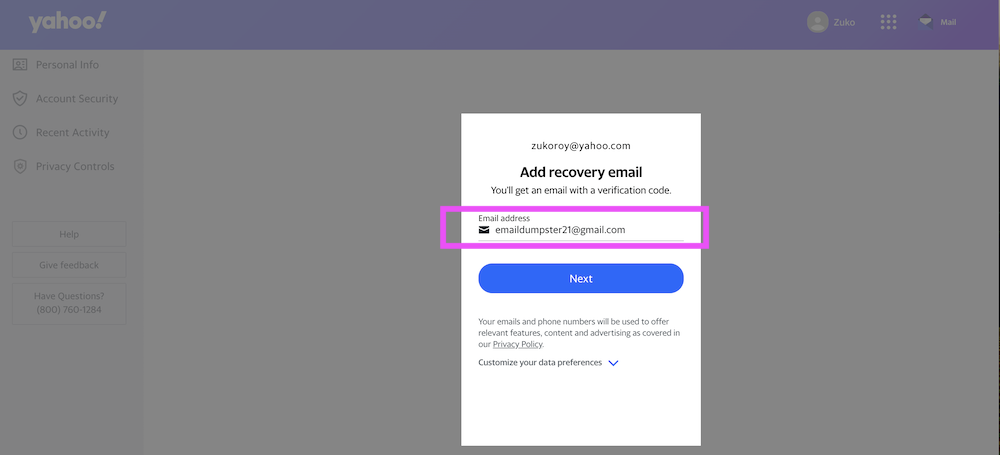 yahoo!
Zuko
Mail
Personal Info
Account Security
Recent Activity
Privacy Controls
Help
Give feedback
Have Questions?
(800) 760-1284
zukoroy@yahoo.com
Add recovery email
You'll get an email with a verification code.
Email address
emaildumpster21@gmail.com
Next
Your emails and phone numbers will be used to offer
relevant features, content and advertising as covered in
our Privacy Policy.
Customize your data preferences